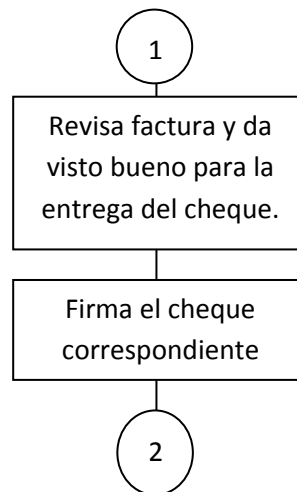 1
Revisa factura y da
visto bueno para la
entrega del cheque.
Firma el cheque
correspondiente
2